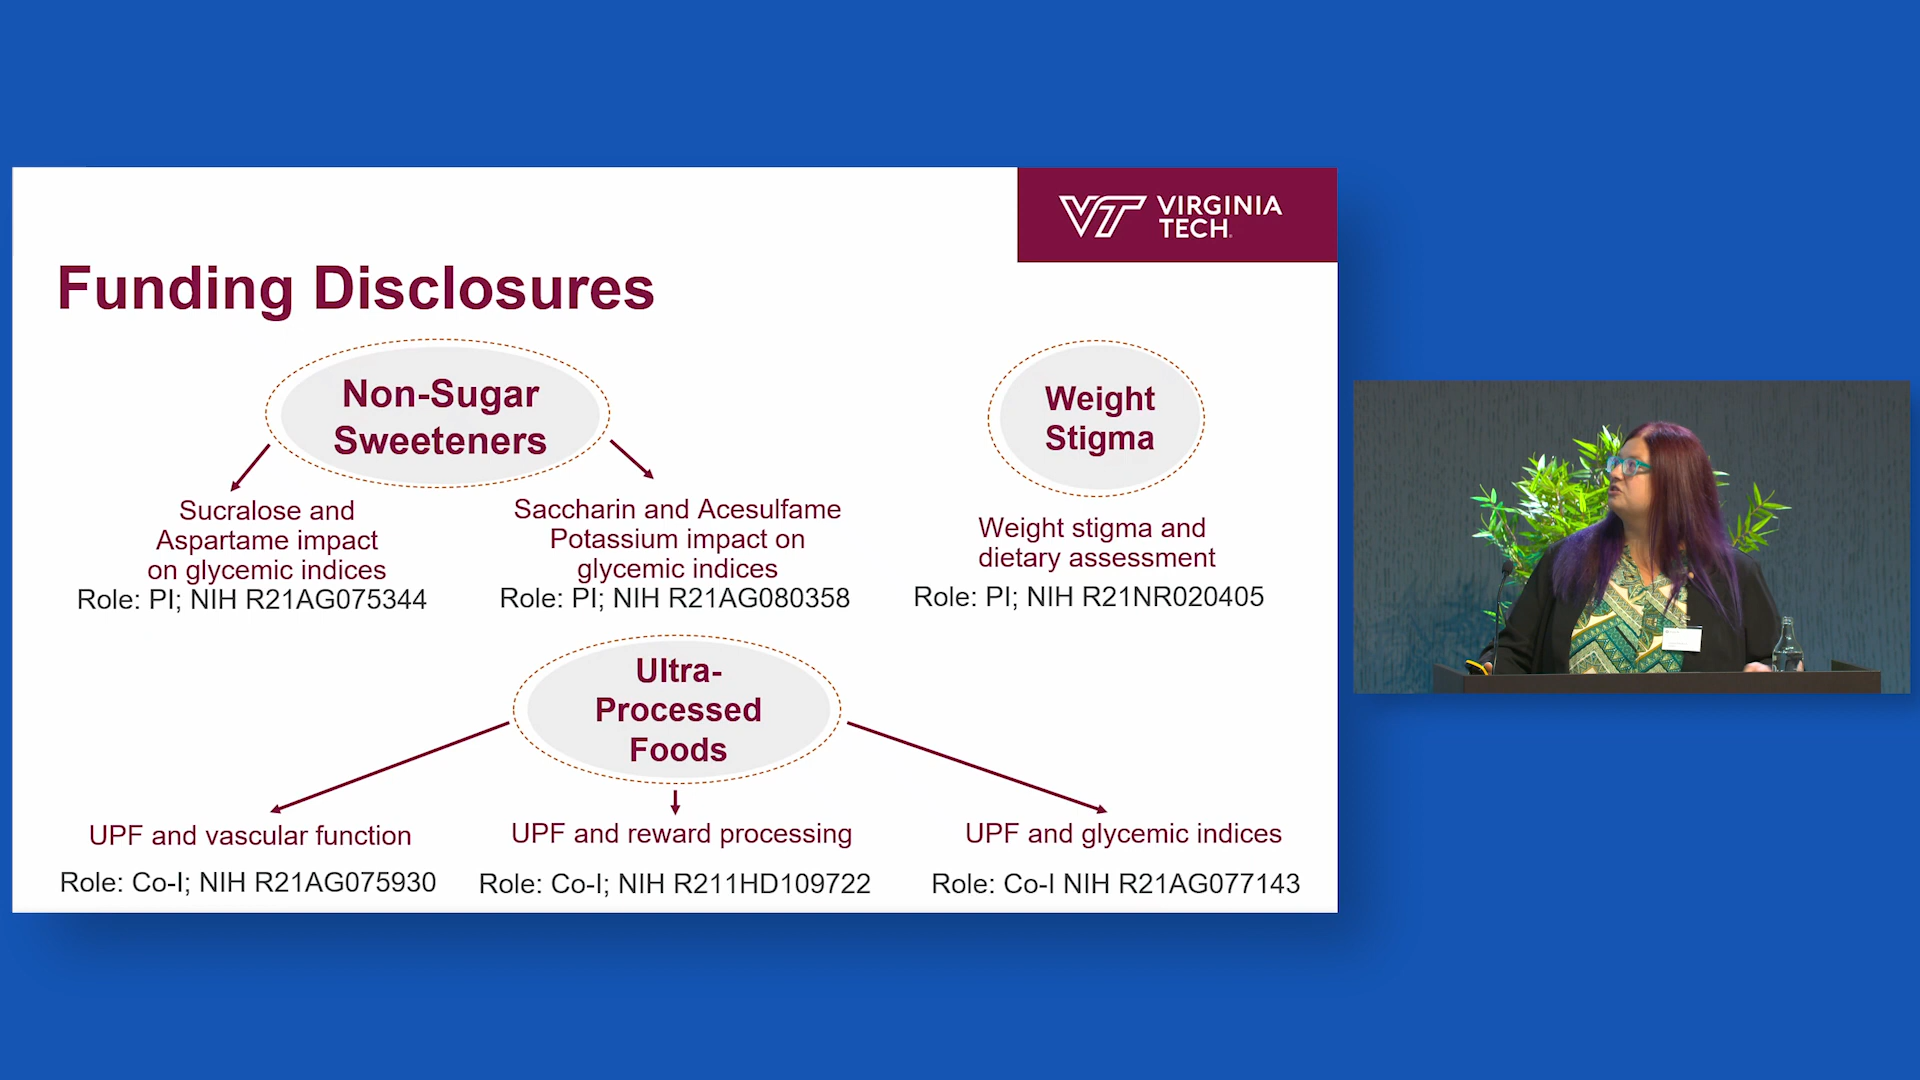 VT VIRGINIA
TECH
Funding Disclosures
Non-Sugar
Sweeteners
Weight
Stigma
Sucralose and
Aspartame impact
on glycemic indices
Role: PI; NIH R21AG075344
Saccharin and Acesulfame
Potassium impact on
glycemic indices
Role: PI; NIH R21AG080358
Weight stigma and
dietary assessment
Role: PI; NIH R21NR020405
Ultra-
Processed
Foods
UPF and vascular function
Role: Co-I; NIH R21AG075930
UPF and reward processing
Role: Co-I; NIH R211HD109722
UPF and glycemic indices
Role: Co-I NIH R21AG077143